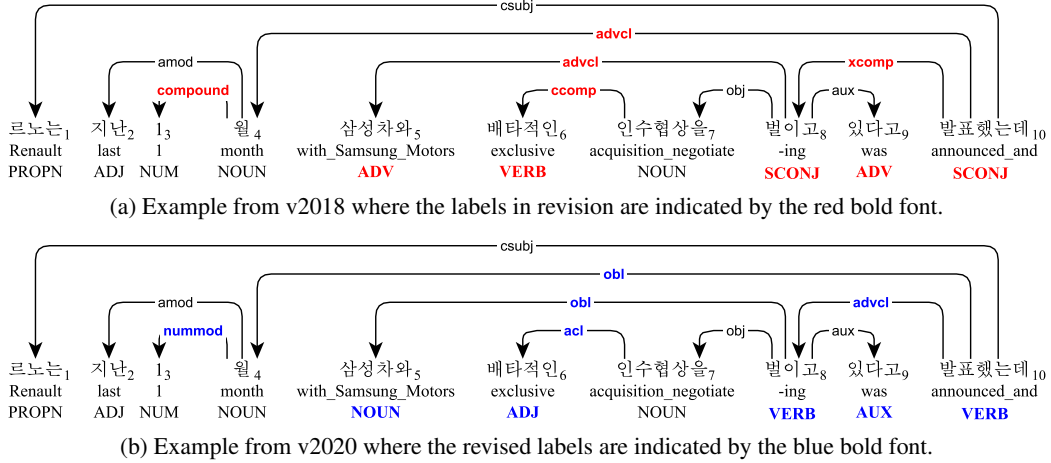 csubj
advcl
amod advcl xcomp
compound ccomp obj aux
르노는1 지난2 13 월4 삼성차와5 배타적인6 인수협상을7 벌이고8 있다고9 발표했는데10
Renault last 1 month with_Samsung_Motors exclusive acquisition_negotiate -ing was announced_and
PROPN ADJ NUM NOUN ADV VERB NOUN SCONJ ADV SCONJ
(a) Example from v2018 where the labels in revision are indicated by the red bold font.
csubj
obl
amod obl advcl
nummod acl obj aux
르노는1 지난2 13 월4 삼성차와5 배타적인6 인수협상을7 벌이고8 있다고9 발표했는데10
Renault last 1 month with_Samsung_Motors exclusive acquisition_negotiate -ing was announced_and
PROPN ADJ NUM NOUN NOUN ADJ NOUN VERB AUX VERB
(b) Example from v2020 where the revised labels are indicated by the blue bold font.